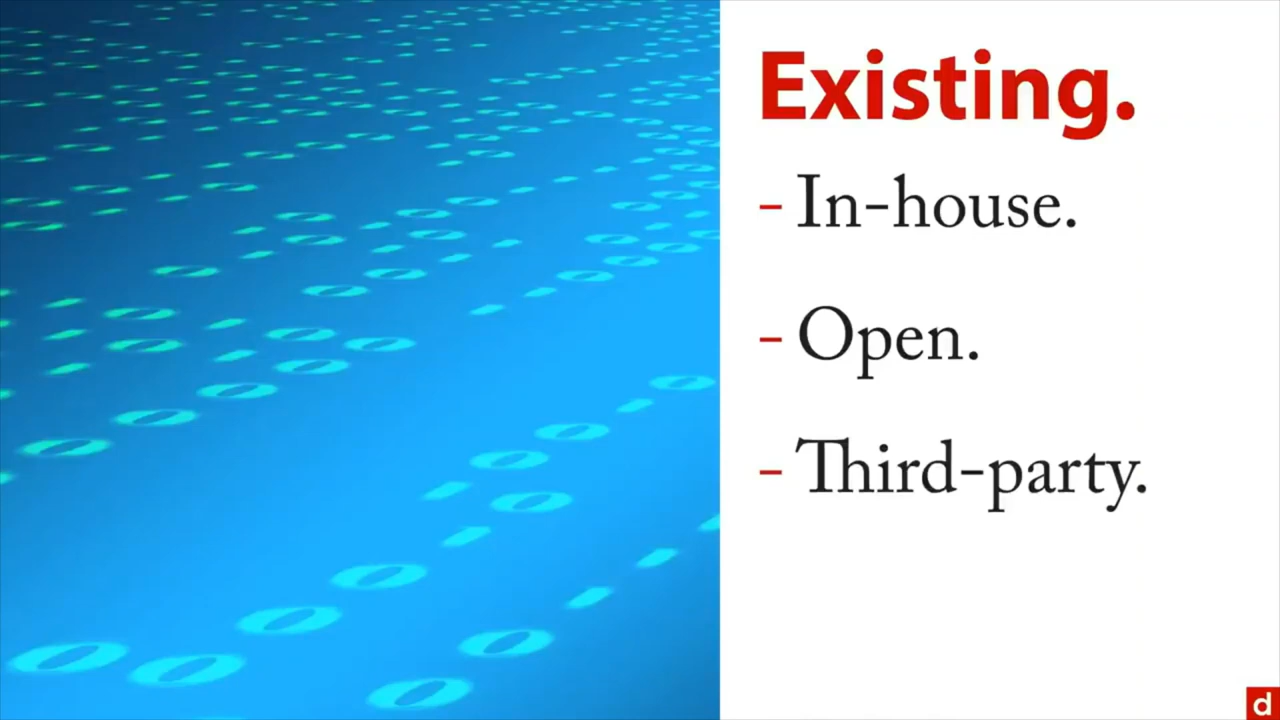 Existing.
- In-house.
- Open.
- Third-party.
d